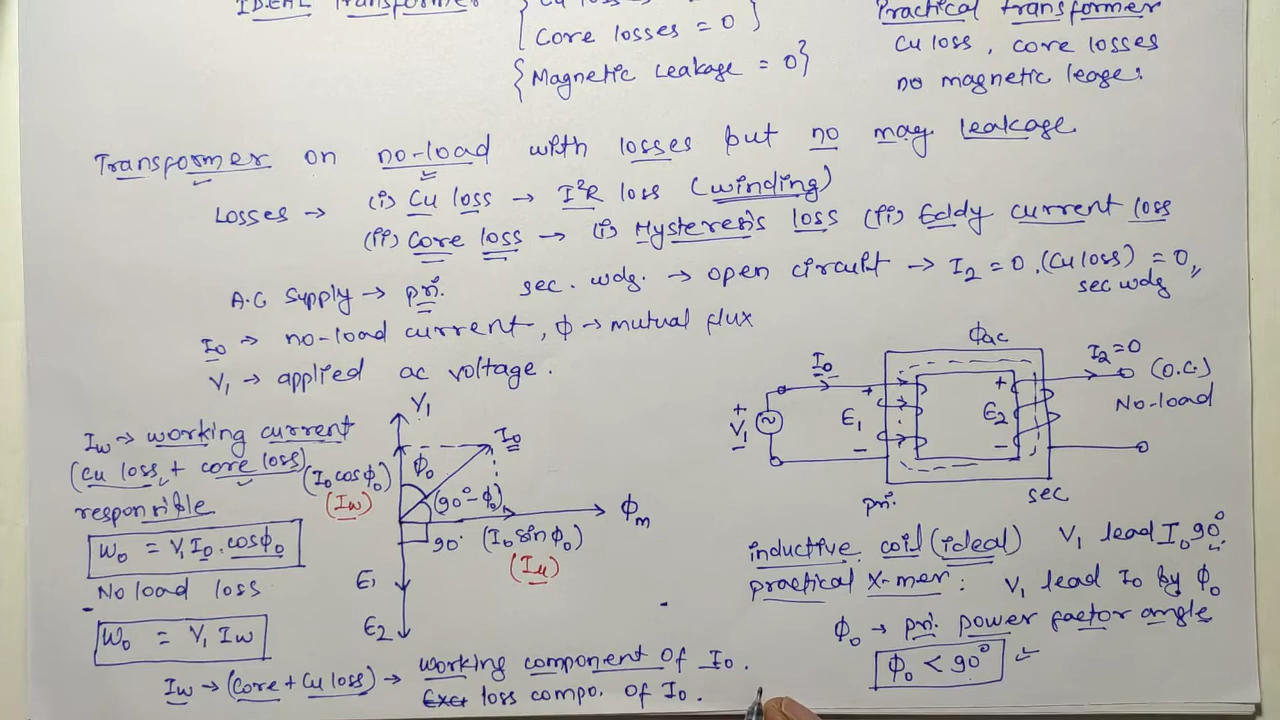 IDEAL Transformer
Cu loss
Core losses = 0
{Magnetic Leakage = 0}
Practical transformer
Cu loss, core losses
no magnetic leage.
Transformer on no-load with losses but no mag. leakage
Losses → (i) Cu loss → I²R loss (winding)
(ii) Core loss → (i) Hysteresis loss (ii) Eddy current loss
A.C supply → pri. sec. wdg. → open circuit → I2 = 0. (Cu loss) = 0,
sec wdg
I0 → no-load current, ϕ → mutual flux
V1 → applied ac voltage.
ϕac
I0
I2=0
(O.C.)
No-load
+ V1 -
+ E1 -
+ E2 -
pri.
sec
Iw → working current
(Cu loss + core loss)
responsible
W0 = V1 I0 . cosϕ0
No load loss
W0 = V1 Iw
V1
I0
ϕ0
(I0 cosϕ0)
(Iw)
(90°-ϕ0)
ϕm
90°
(I0 sinϕ0)
(Iμ)
E1
E2
inductive coil (ideal) V1 lead I0 90°
practical X-mer : V1 lead I0 by ϕ0
ϕ0 → pri. power factor angle
ϕ0 < 90°
Iw → (core + Cu loss) → working component of I0.
loss compo. of I0.